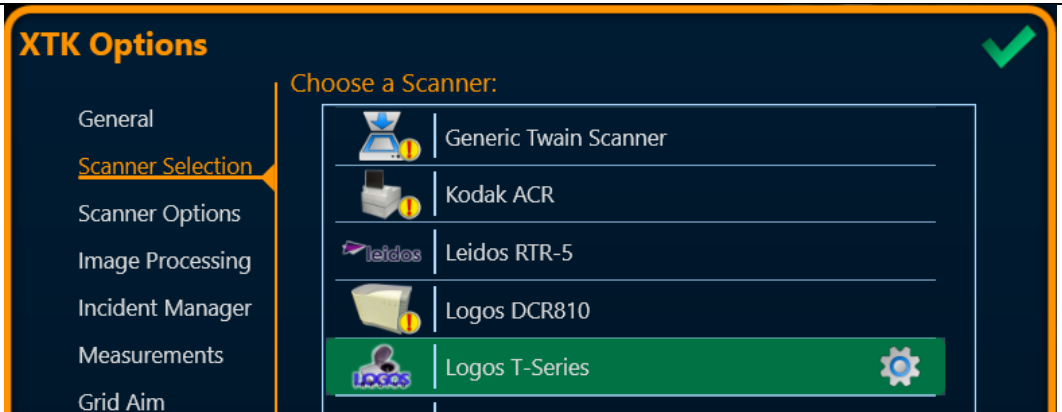 XTK Options
Choose a Scanner:
General
Scanner Selection
Scanner Options
Image Processing
Incident Manager
Measurements
Grid Aim
Generic Twain Scanner
Kodak ACR
leidos
Leidos RTR-5
Logos DCR810
LOGOS
Logos T-Series